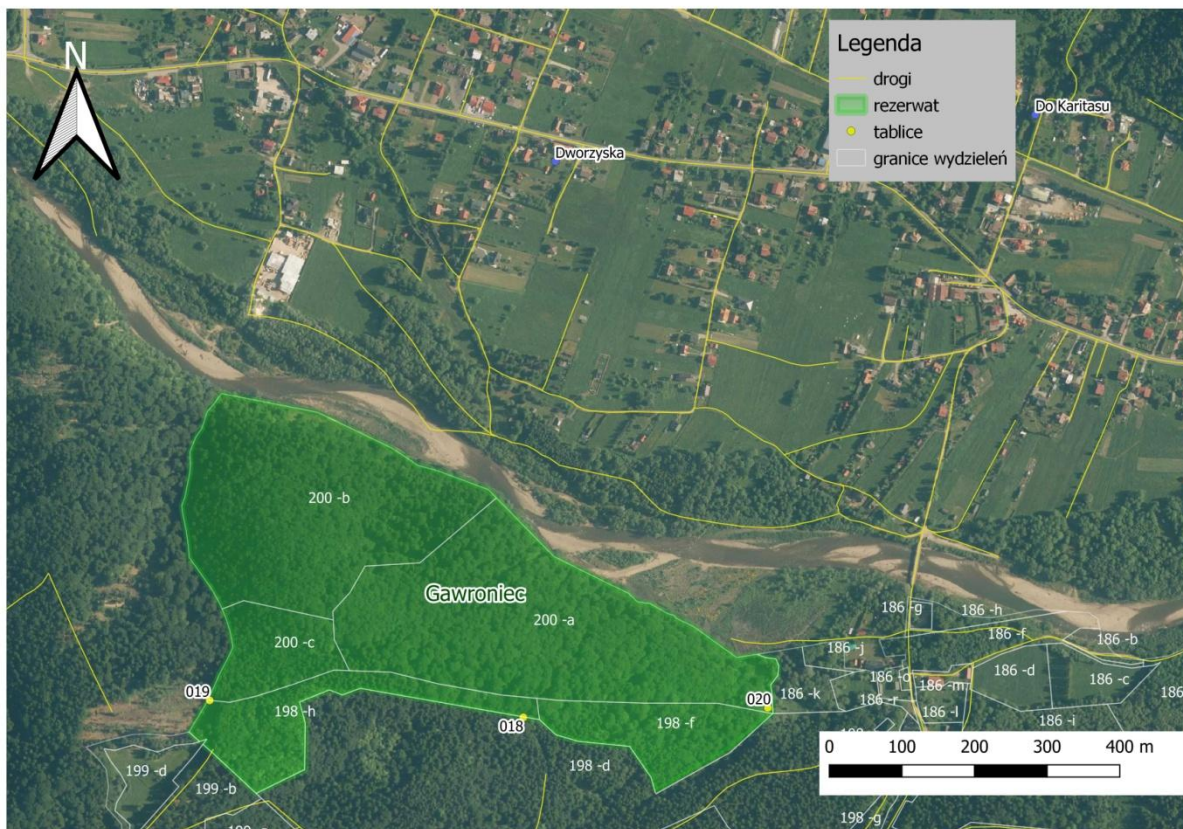 N
Legenda
drogi
rezerwat
tablice
granice wydzieleń
Do Karitasu
Dworzyska
200 -b
Gawroniec
200 -a
200 -c
186 -g
186 -h
186 -f
186 -b
186 -j
186 -d
186 -c
186 -k
186 -m
186 -r
186 -l
186 -i
019
020
198 -h
018
198 -f
198 -d
199 -d
199 -b
198 -g
0 100 200 300 400 m